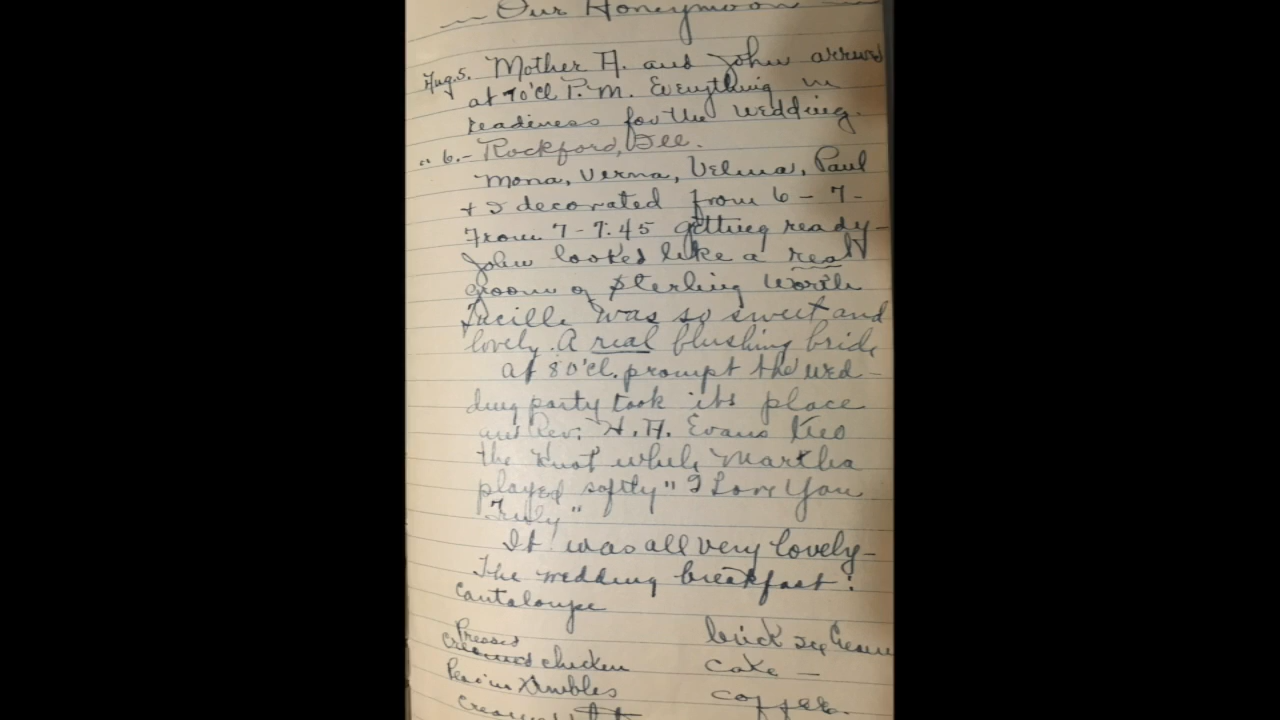 Our Honeymoon
Aug. 5. Mother H. and John arrived
at 10'cl P.M. Everything in
readiness for the wedding.
" 6.- Rockford, Ill.
Mona, Verna, Velma, Paul
+ I decorated from 6 - 7 -
From 7 - 7:45 getting ready -
John looked like a real
groom of sterling worth
Lucille was so sweet and
lovely. A real blushing bride
at 8 o'cl. prompt the wed-
ding party took its place
and Rev. H. H. Evans tied
the knot while Martha
played softly "I Love You
Truly"
It was all very lovely -
The wedding breakfast:
Cantaloupe
Pressed
chicken
Peas in
brick ice cream
cake -
coffee.